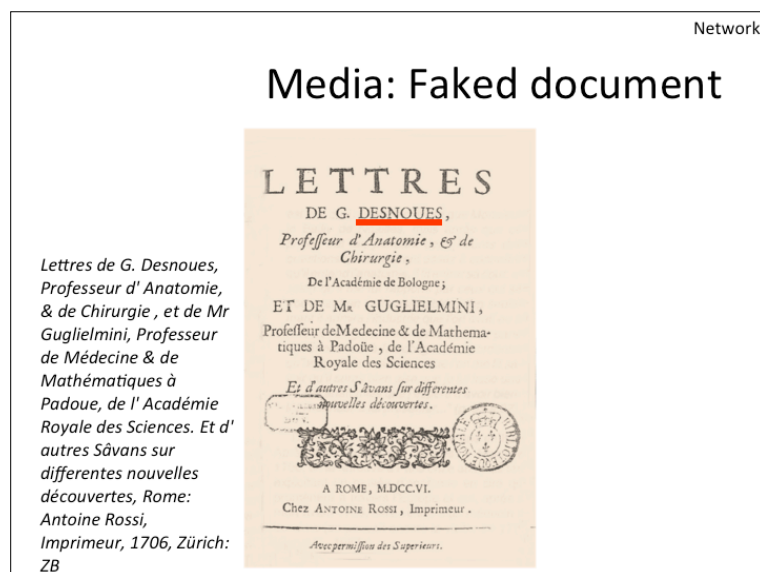 Network
Media: Faked document
Lettres de G. Desnoues,
Professeur d' Anatomie,
& de Chirurgie , et de Mr
Guglielmini, Professeur
de Médecine & de
Mathématiques à
Padoue, de l' Académie
Royale des Sciences. Et d'
autres Sâvans sur
differentes nouvelles
découvertes, Rome:
Antoine Rossi,
Imprimeur, 1706, Zürich:
ZB
LETTRES
DE G. DESNOUES,
Profeſſeur d'Anatomie, & de
Chirurgie,
De l'Académie de Bologne;
ET DE MR GUGLIELMINI,
Profeſſeur de Medecine & de Mathema-
tiques à Padoüe, de l'Académie
Royale des Sciences
Et d'autres Sâvans ſur differentes
nouvelles découvertes.
A ROME, M.DCC.VI.
Chez ANTOINE ROSSI, Imprimeur.
Avec permiſſion des Superieurs.